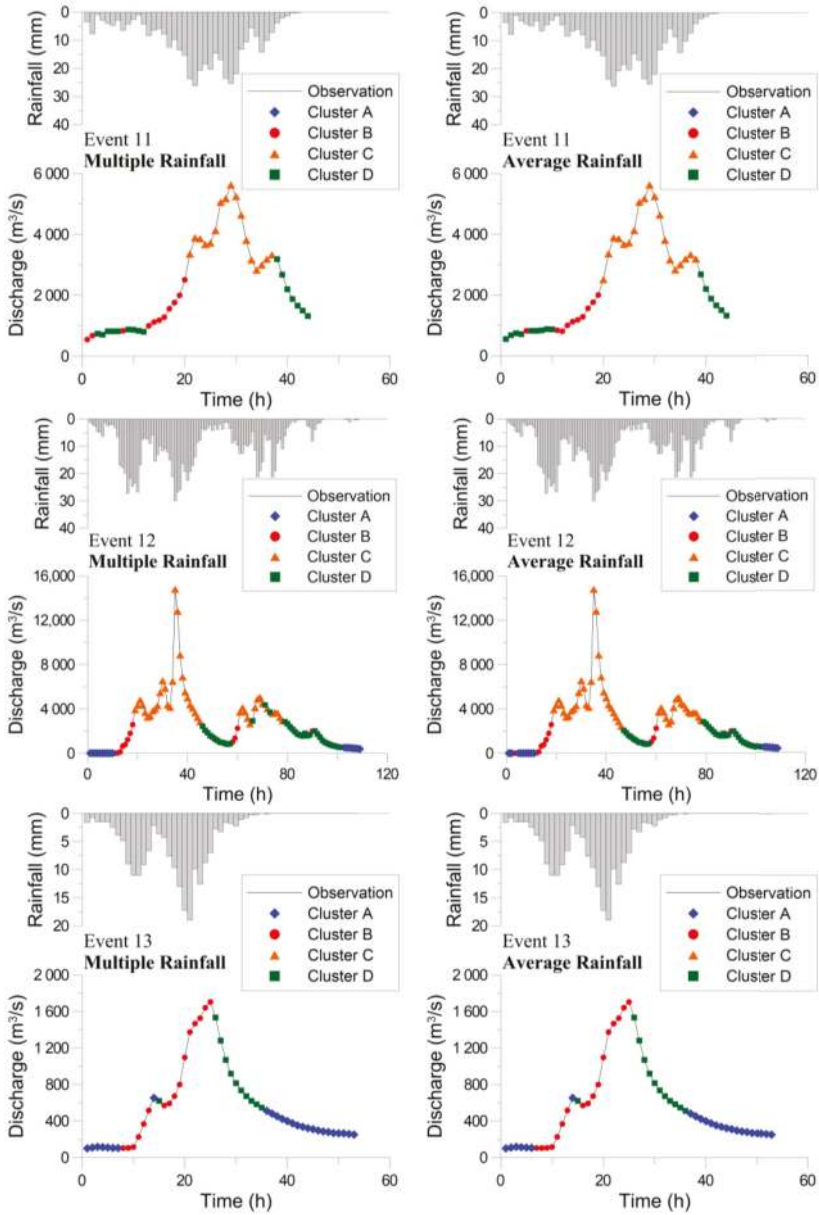 0
10
20
30
40
Rainfall (mm)
Event 11
Multiple Rainfall
Observation
Cluster A
Cluster B
Cluster C
Cluster D
6 000
4 000
2 000
0
Discharge (m³/s)
0 20 40 60
Time (h)
0
10
20
30
40
Rainfall (mm)
Event 11
Average Rainfall
Observation
Cluster A
Cluster B
Cluster C
Cluster D
6 000
4 000
2 000
0
Discharge (m³/s)
0 20 40 60
Time (h)
0
10
20
30
40
Rainfall (mm)
Event 12
Multiple Rainfall
Observation
Cluster A
Cluster B
Cluster C
Cluster D
16,000
12,000
8 000
4 000
0
Discharge (m³/s)
0 40 80 120
Time (h)
0
10
20
30
40
Rainfall (mm)
Event 12
Average Rainfall
Observation
Cluster A
Cluster B
Cluster C
Cluster D
16,000
12,000
8 000
4 000
0
Discharge (m³/s)
0 40 80 120
Time (h)
0
5
10
15
20
Rainfall (mm)
Event 13
Multiple Rainfall
Observation
Cluster A
Cluster B
Cluster C
Cluster D
2 000
1 600
1 200
800
400
0
Discharge (m³/s)
0 20 40 60
Time (h)
0
5
10
15
20
Rainfall (mm)
Event 13
Average Rainfall
Observation
Cluster A
Cluster B
Cluster C
Cluster D
2 000
1 600
1 200
800
400
0
Discharge (m³/s)
0 20 40 60
Time (h)